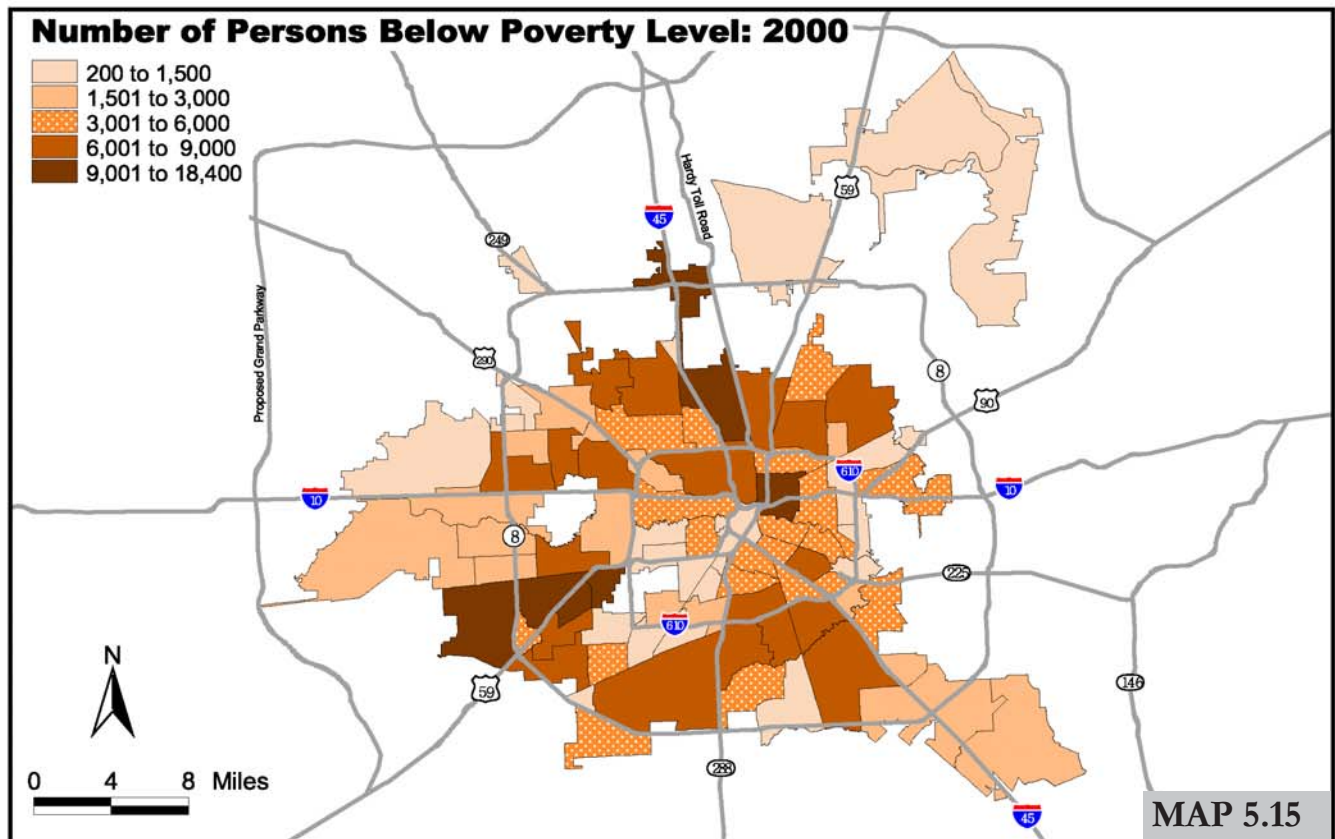 Number of Persons Below Poverty Level: 2000
200 to 1,500
1,501 to 3,000
3,001 to 6,000
6,001 to 9,000
9,001 to 18,400
59
Hardy Toll Road
45
249
Proposed Grand Parkway
290
8
90
610
10
10
8
225
610
N
59
146
288
0 4 8 Miles
45
MAP 5.15